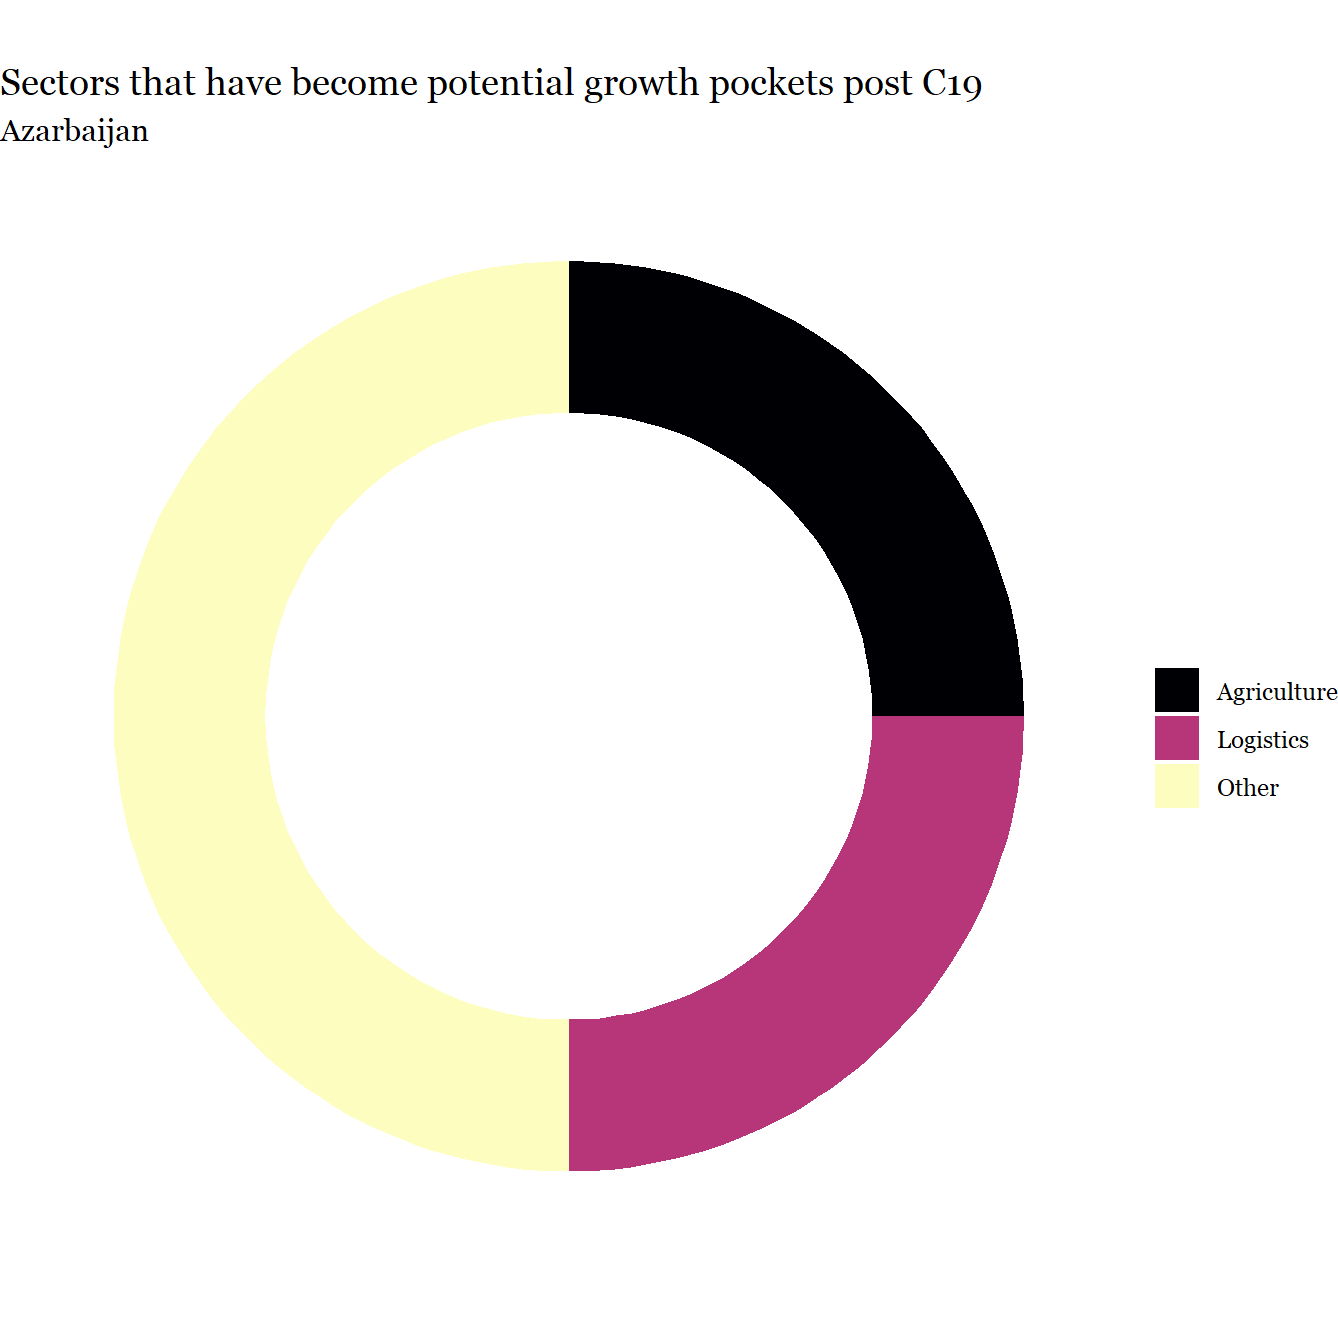 Sectors that have become potential growth pockets post C19
Azarbaijan
Agriculture
Logistics
Other